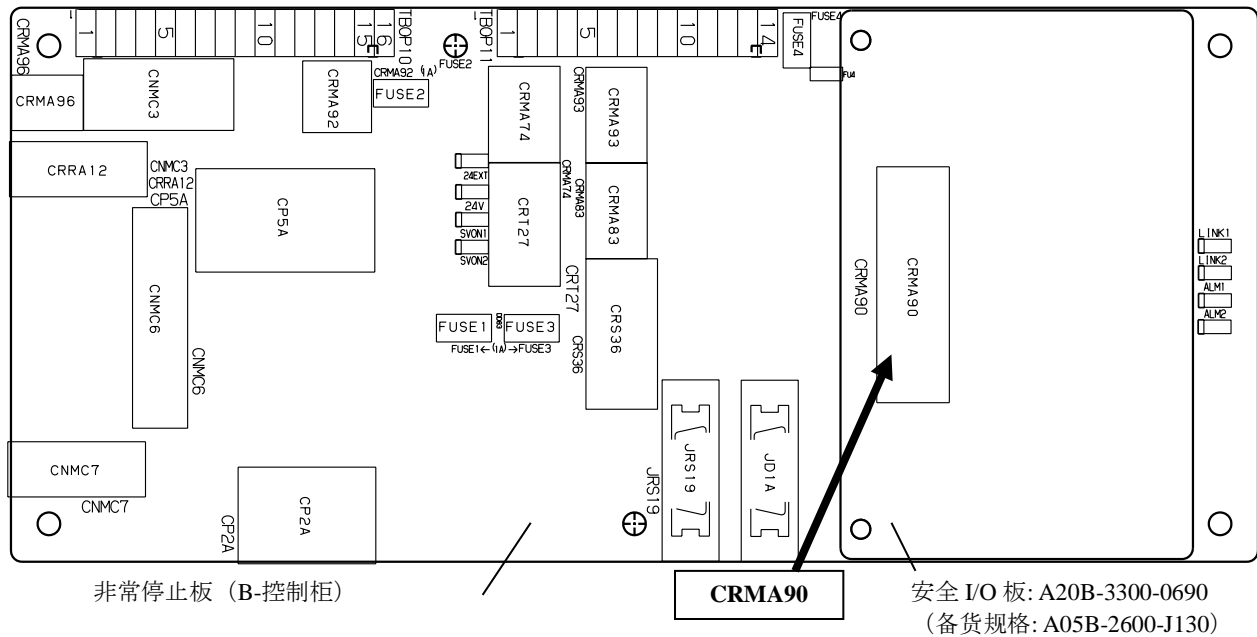 CRMA96
1
1 5 10 15 16
TBOP10
FUSE2
1
1 5 10 14
TBOP11
FUSE4
FUSE4
FU4
CRMA96
CNMC3
CRMA92
CRMA92 (1A)
FUSE2
CRMA74
CRMA93
CRMA93
CRRA12
CNMC3
CRRA12
CP5A
CP5A
24EXT
24V
SVON1
SVON2
CRT27
CRMA74
CRMA83
CRMA83
CRT27
CNMC6
CNMC6
FUSE1
FUSE3
FUSE1←(1A)→FUSE3
CRS36
CRS36
CRMA90
CRMA90
LINK1
LINK2
ALM1
ALM2
CNMC7
CNMC7
CP2A
CP2A
JRS19
JRS19
JD1A
非常停止板（B-控制柜）
CRMA90
安全 I/O 板: A20B-3300-0690
（备货规格: A05B-2600-J130）